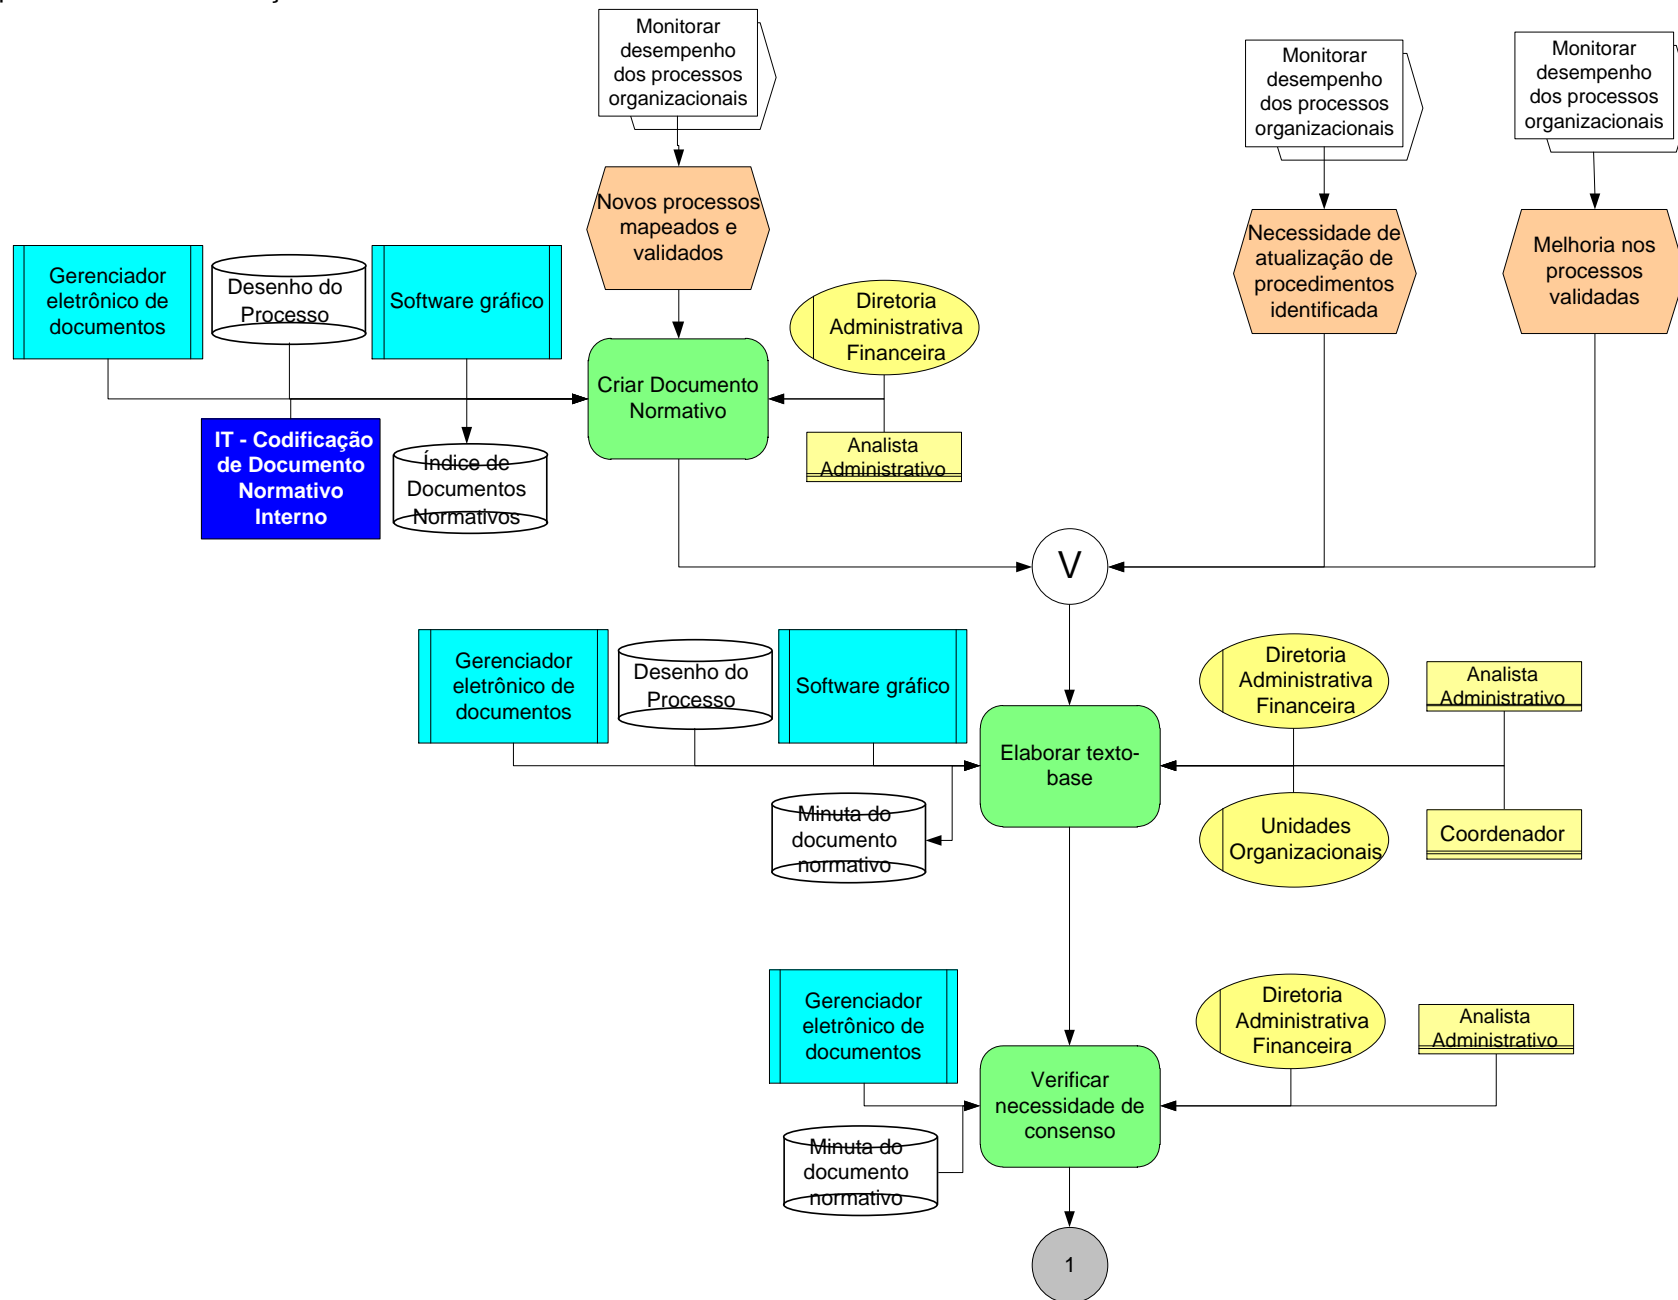 Monitorar
desempenho
dos processos
organizacionais
Monitorar
desempenho
dos processos
organizacionais
Monitorar
desempenho
dos processos
organizacionais
Novos processos
mapeados e
validados
Necessidade de
atualização de
procedimentos
identificada
Melhoria nos
processos
validadas
Gerenciador
eletrônico de
documentos
Desenho do
Processo
Software gráfico
Diretoria
Administrativa
Financeira
Criar Documento
Normativo
IT - Codificação
de Documento
Normativo
Interno
Índice de
Documentos
Normativos
Analista
Administrativo
V
Gerenciador
eletrônico de
documentos
Desenho do
Processo
Software gráfico
Diretoria
Administrativa
Financeira
Analista
Administrativo
Elaborar texto-
base
Minuta do
documento
normativo
Unidades
Organizacionais
Coordenador
Gerenciador
eletrônico de
documentos
Diretoria
Administrativa
Financeira
Analista
Administrativo
Verificar
necessidade de
consenso
Minuta do
documento
normativo
1